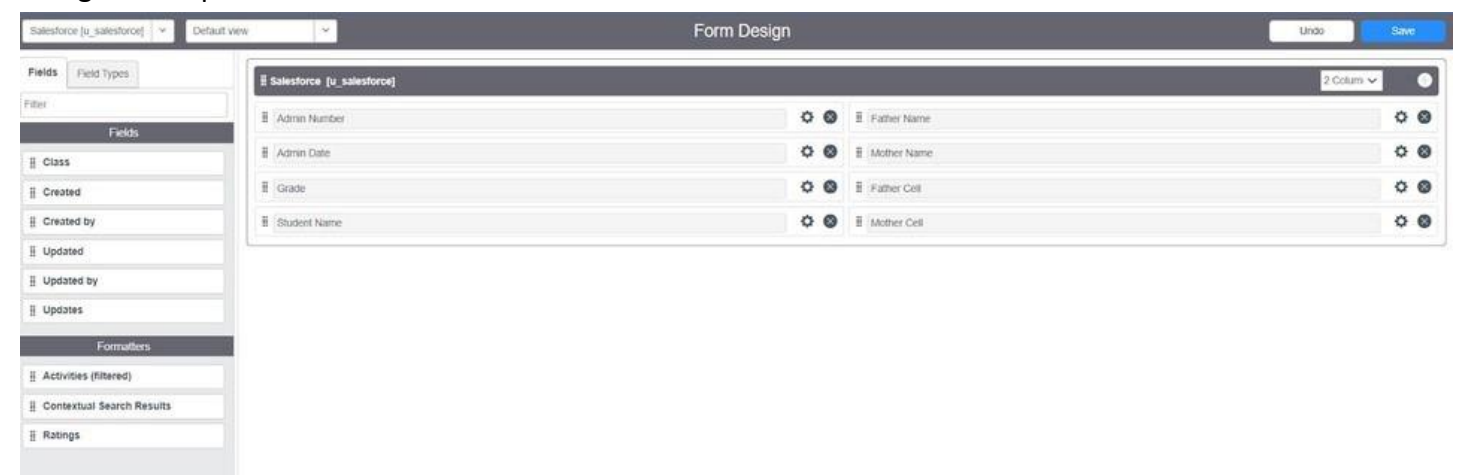 Salesforce [u_salesforce] Default view Form Design Undo Save
Fields Field Types
Filter
Fields
Class
Created
Created by
Updated
Updated by
Updates
Formatters
Activities (filtered)
Contextual Search Results
Ratings
Salesforce [u_salesforce] 2 Colum
Admin Number Father Name
Admin Date Mother Name
Grade Father Cell
Student Name Mother Cell